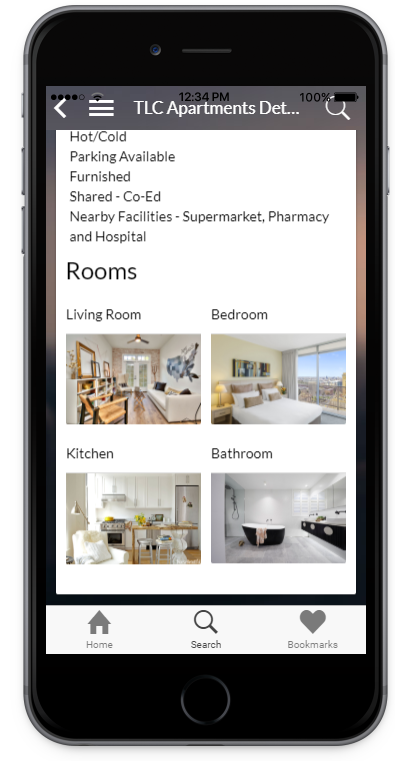 12:34 PM
100%
TLC Apartments Det...
Hot/Cold
Parking Available
Furnished
Shared - Co-Ed
Nearby Facilities - Supermarket, Pharmacy
and Hospital
Rooms
Living Room
Bedroom
Kitchen
Bathroom
Home
Search
Bookmarks